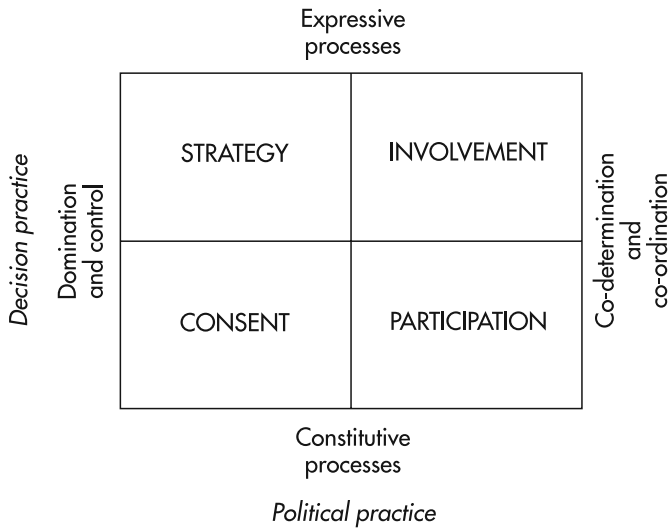 Expressive
processes
Decision practice
Domination
and control
STRATEGY
INVOLVEMENT
CONSENT
PARTICIPATION
Co-determination
and
co-ordination
Constitutive
processes
Political practice